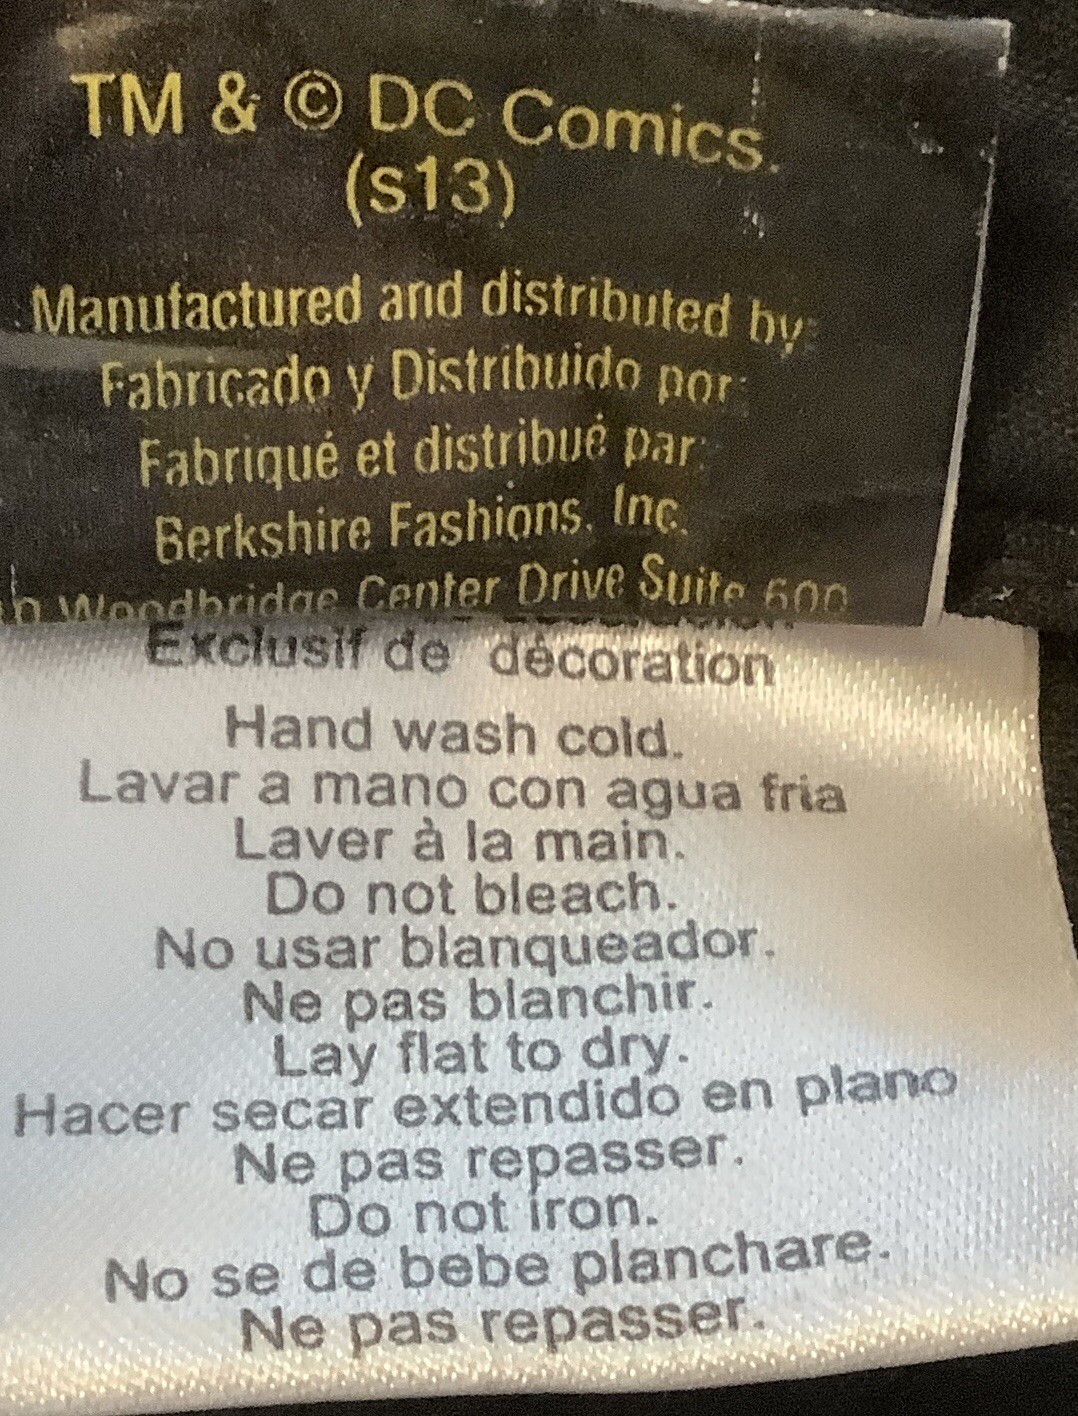 TM & © DC Comics.
(s13)
Manufactured and distributed by:
Fabricado y Distribuido por:
Fabriqué et distribué par:
Berkshire Fashions, Inc.
Woodbridge Center Drive Suite 600
Exclusif de décoration
Hand wash cold.
Lavar a mano con agua fria
Laver à la main.
Do not bleach.
No usar blanqueador.
Ne pas blanchir.
Lay flat to dry.
Hacer secar extendido en plano
Ne pas repasser.
Do not iron.
No se de bebe planchare.
Ne pas repasser.